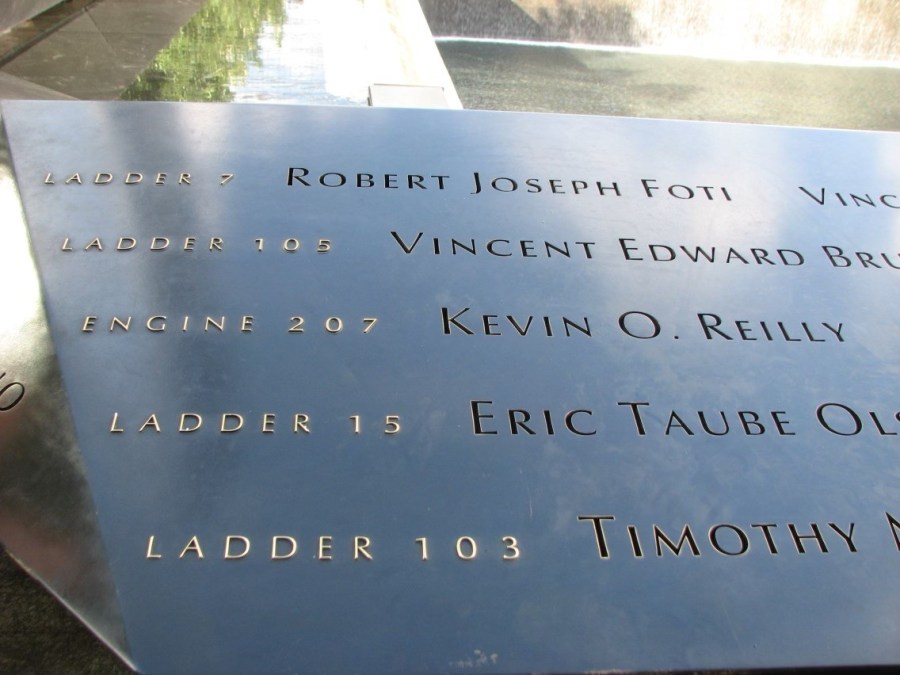 LADDER 7 ROBERT JOSEPH FOTI
LADDER 105 VINCENT EDWARD
ENGINE 207 KEVIN O. REILLY
LADDER 15 ERIC TAUBE
LADDER 103 TIMOTHY